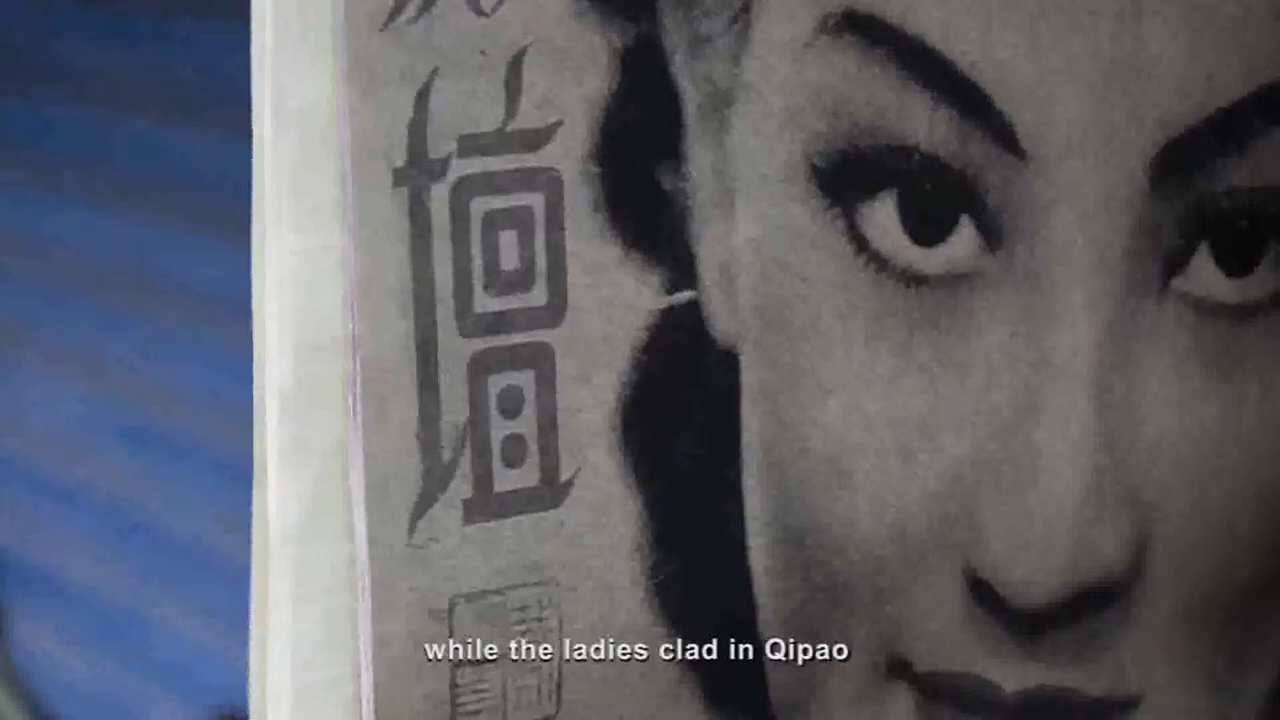 壇
while the ladies clad in Qipao